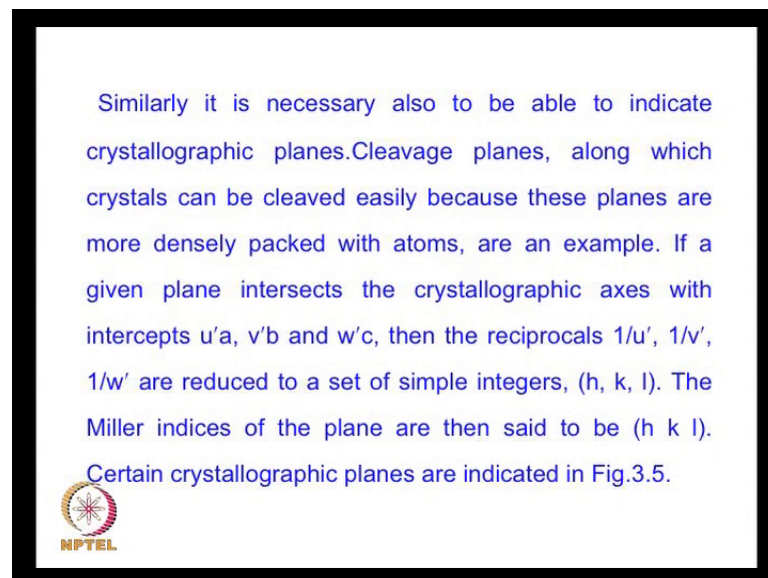 Similarly it is necessary also to be able to indicate
crystallographic planes.Cleavage planes, along which
crystals can be cleaved easily because these planes are
more densely packed with atoms, are an example. If a
given plane intersects the crystallographic axes with
intercepts u′a, v′b and w′c, then the reciprocals 1/u′, 1/v′,
1/w′ are reduced to a set of simple integers, (h, k, l). The
Miller indices of the plane are then said to be (h k l).
Certain crystallographic planes are indicated in Fig.3.5.
NPTEL